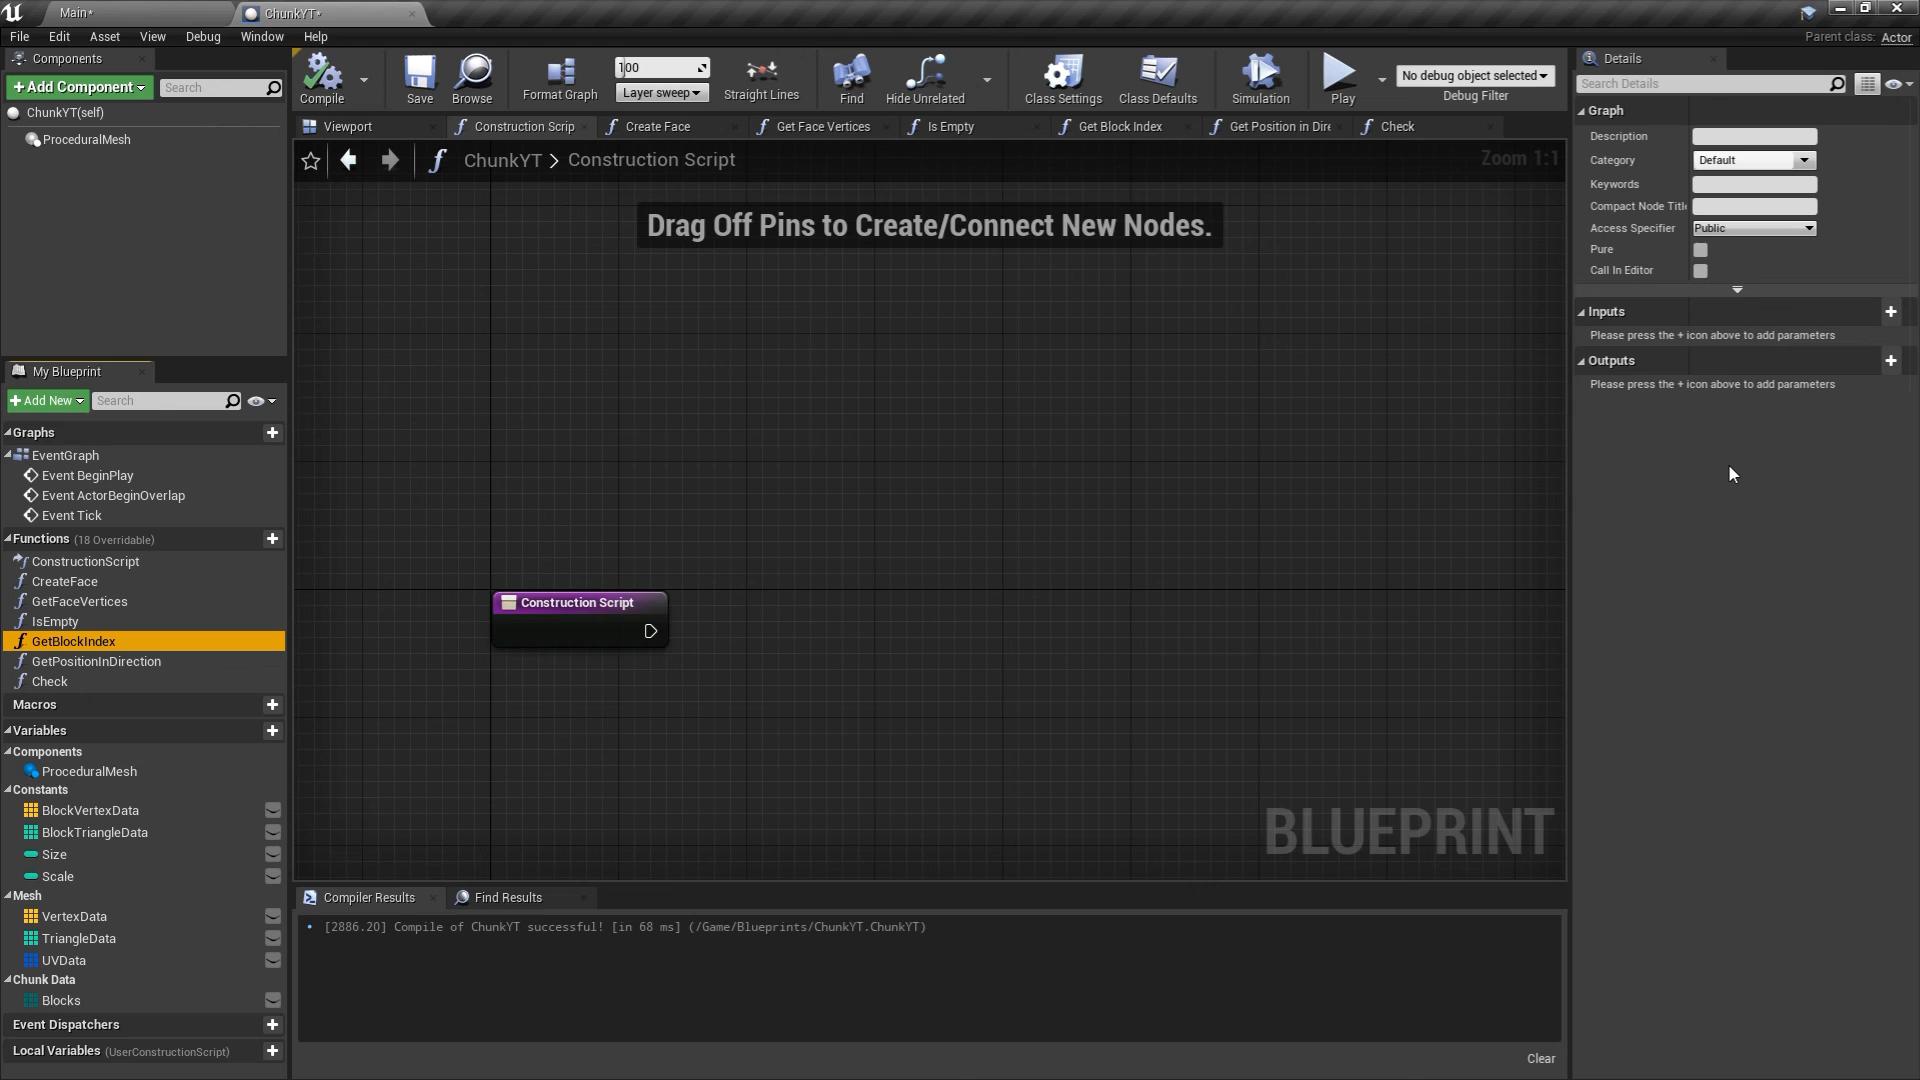 Main*
ChunkYT*
File Edit Asset View Debug Window Help
Parent class: Actor
Components
+Add Component
Search
ChunkYT(self)
ProceduralMesh
My Blueprint
+Add New
Search
Graphs
EventGraph
Event BeginPlay
Event ActorBeginOverlap
Event Tick
Functions (18 Overridable)
ConstructionScript
CreateFace
GetFaceVertices
IsEmpty
GetBlockIndex
GetPositionInDirection
Check
Macros
Variables
Components
ProceduralMesh
Constants
BlockVertexData
BlockTriangleData
Size
Scale
Mesh
VertexData
TriangleData
UVData
Chunk Data
Blocks
Event Dispatchers
Local Variables (UserConstructionScript)
Compile
Save
Browse
Format Graph
100
Layer sweep
Straight Lines
Find
Hide Unrelated
Class Settings
Class Defaults
Simulation
Play
No debug object selected
Debug Filter
Viewport
Construction Scrip
Create Face
Get Face Vertices
Is Empty
Get Block Index
Get Position in Dire
Check
ChunkYT > Construction Script
Zoom 1:1
Drag Off Pins to Create/Connect New Nodes.
Construction Script
BLUEPRINT
Compiler Results
Find Results
[2886.20] Compile of ChunkYT successful! [in 68 ms] (/Game/Blueprints/ChunkYT.ChunkYT)
Clear
Details
Search Details
Graph
Description
Category Default
Keywords
Compact Node Title
Access Specifier Public
Pure
Call In Editor
Inputs
Please press the + icon above to add parameters
Outputs
Please press the + icon above to add parameters